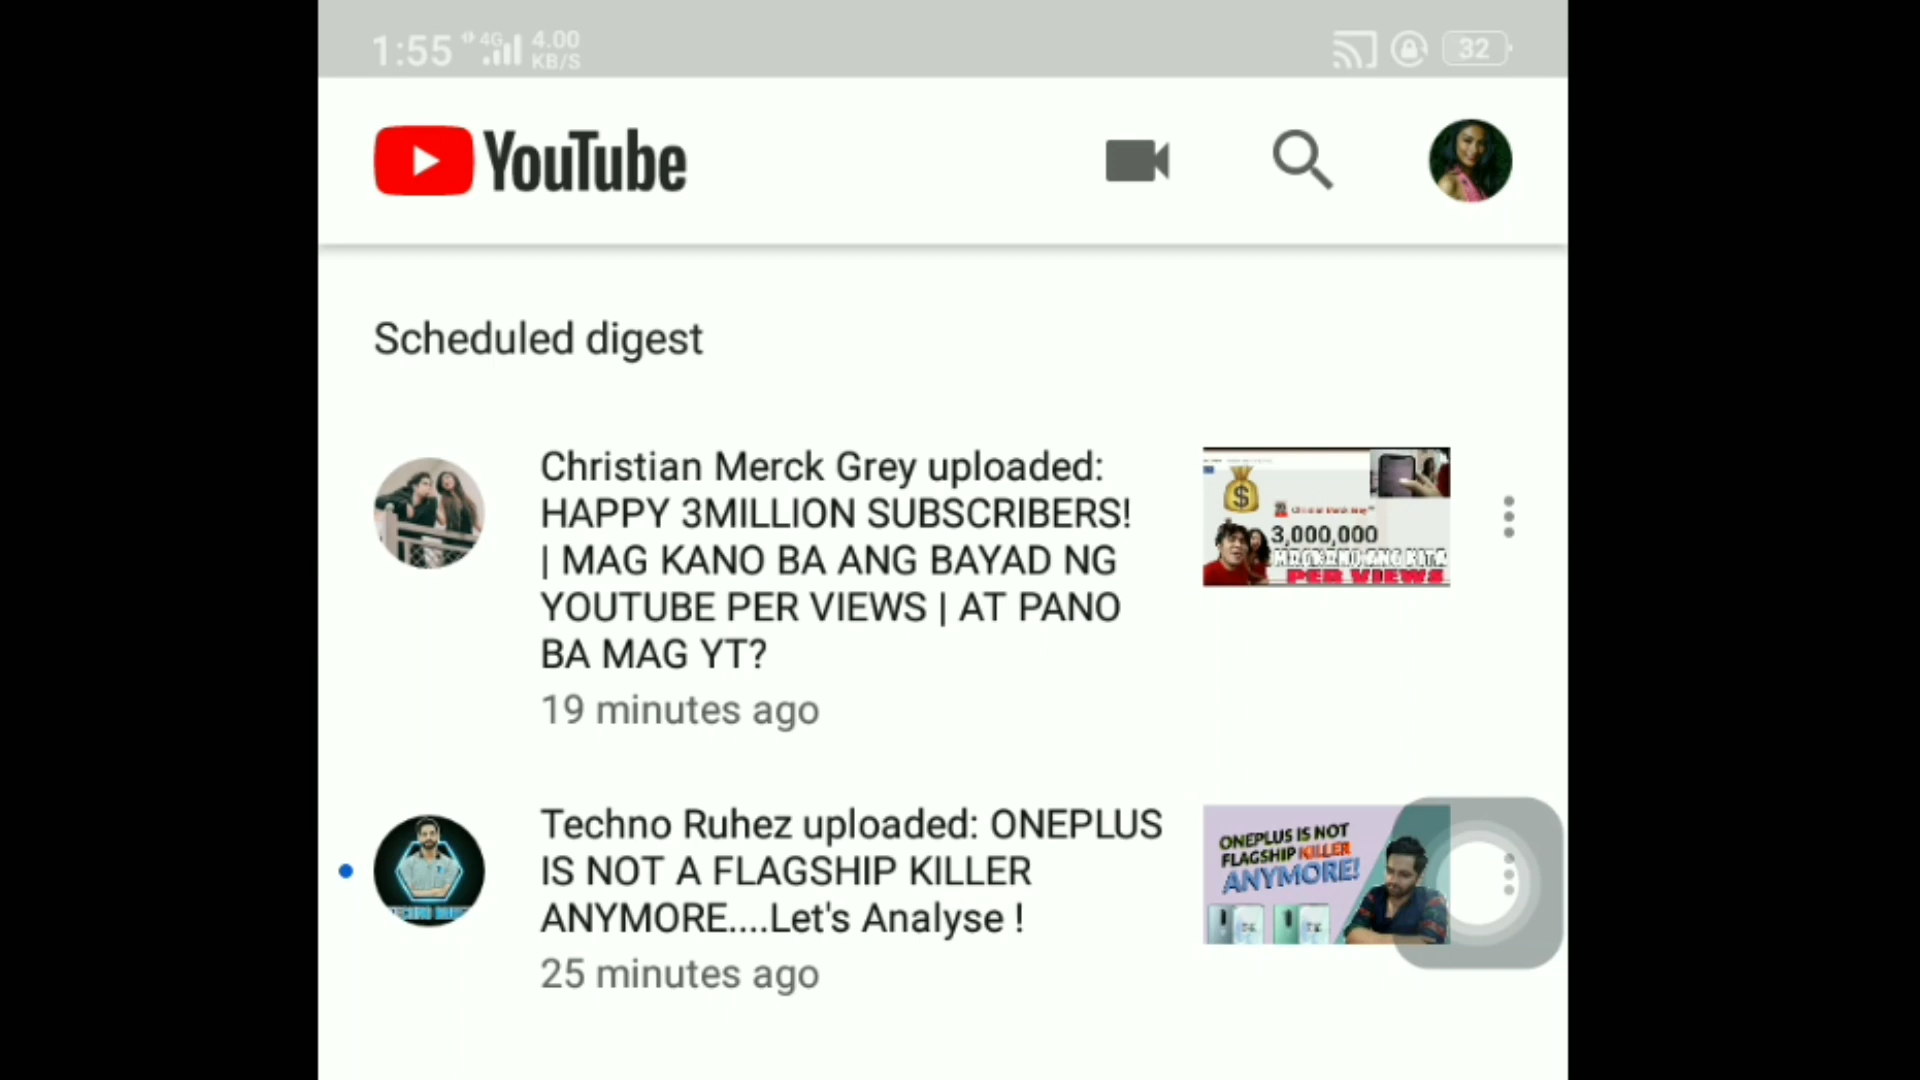 1:55 4G 4.00 KB/S 32
YouTube
Scheduled digest
Christian Merck Grey uploaded:
HAPPY 3MILLION SUBSCRIBERS!
| MAG KANO BA ANG BAYAD NG
YOUTUBE PER VIEWS | AT PANO
BA MAG YT?
19 minutes ago
$
3,000,000
MAGKANO ANG KITA
PER VIEWS
Techno Ruhez uploaded: ONEPLUS
IS NOT A FLAGSHIP KILLER
ANYMORE....Let's Analyse !
25 minutes ago
ONEPLUS IS NOT
FLAGSHIP KILLER
ANYMORE!